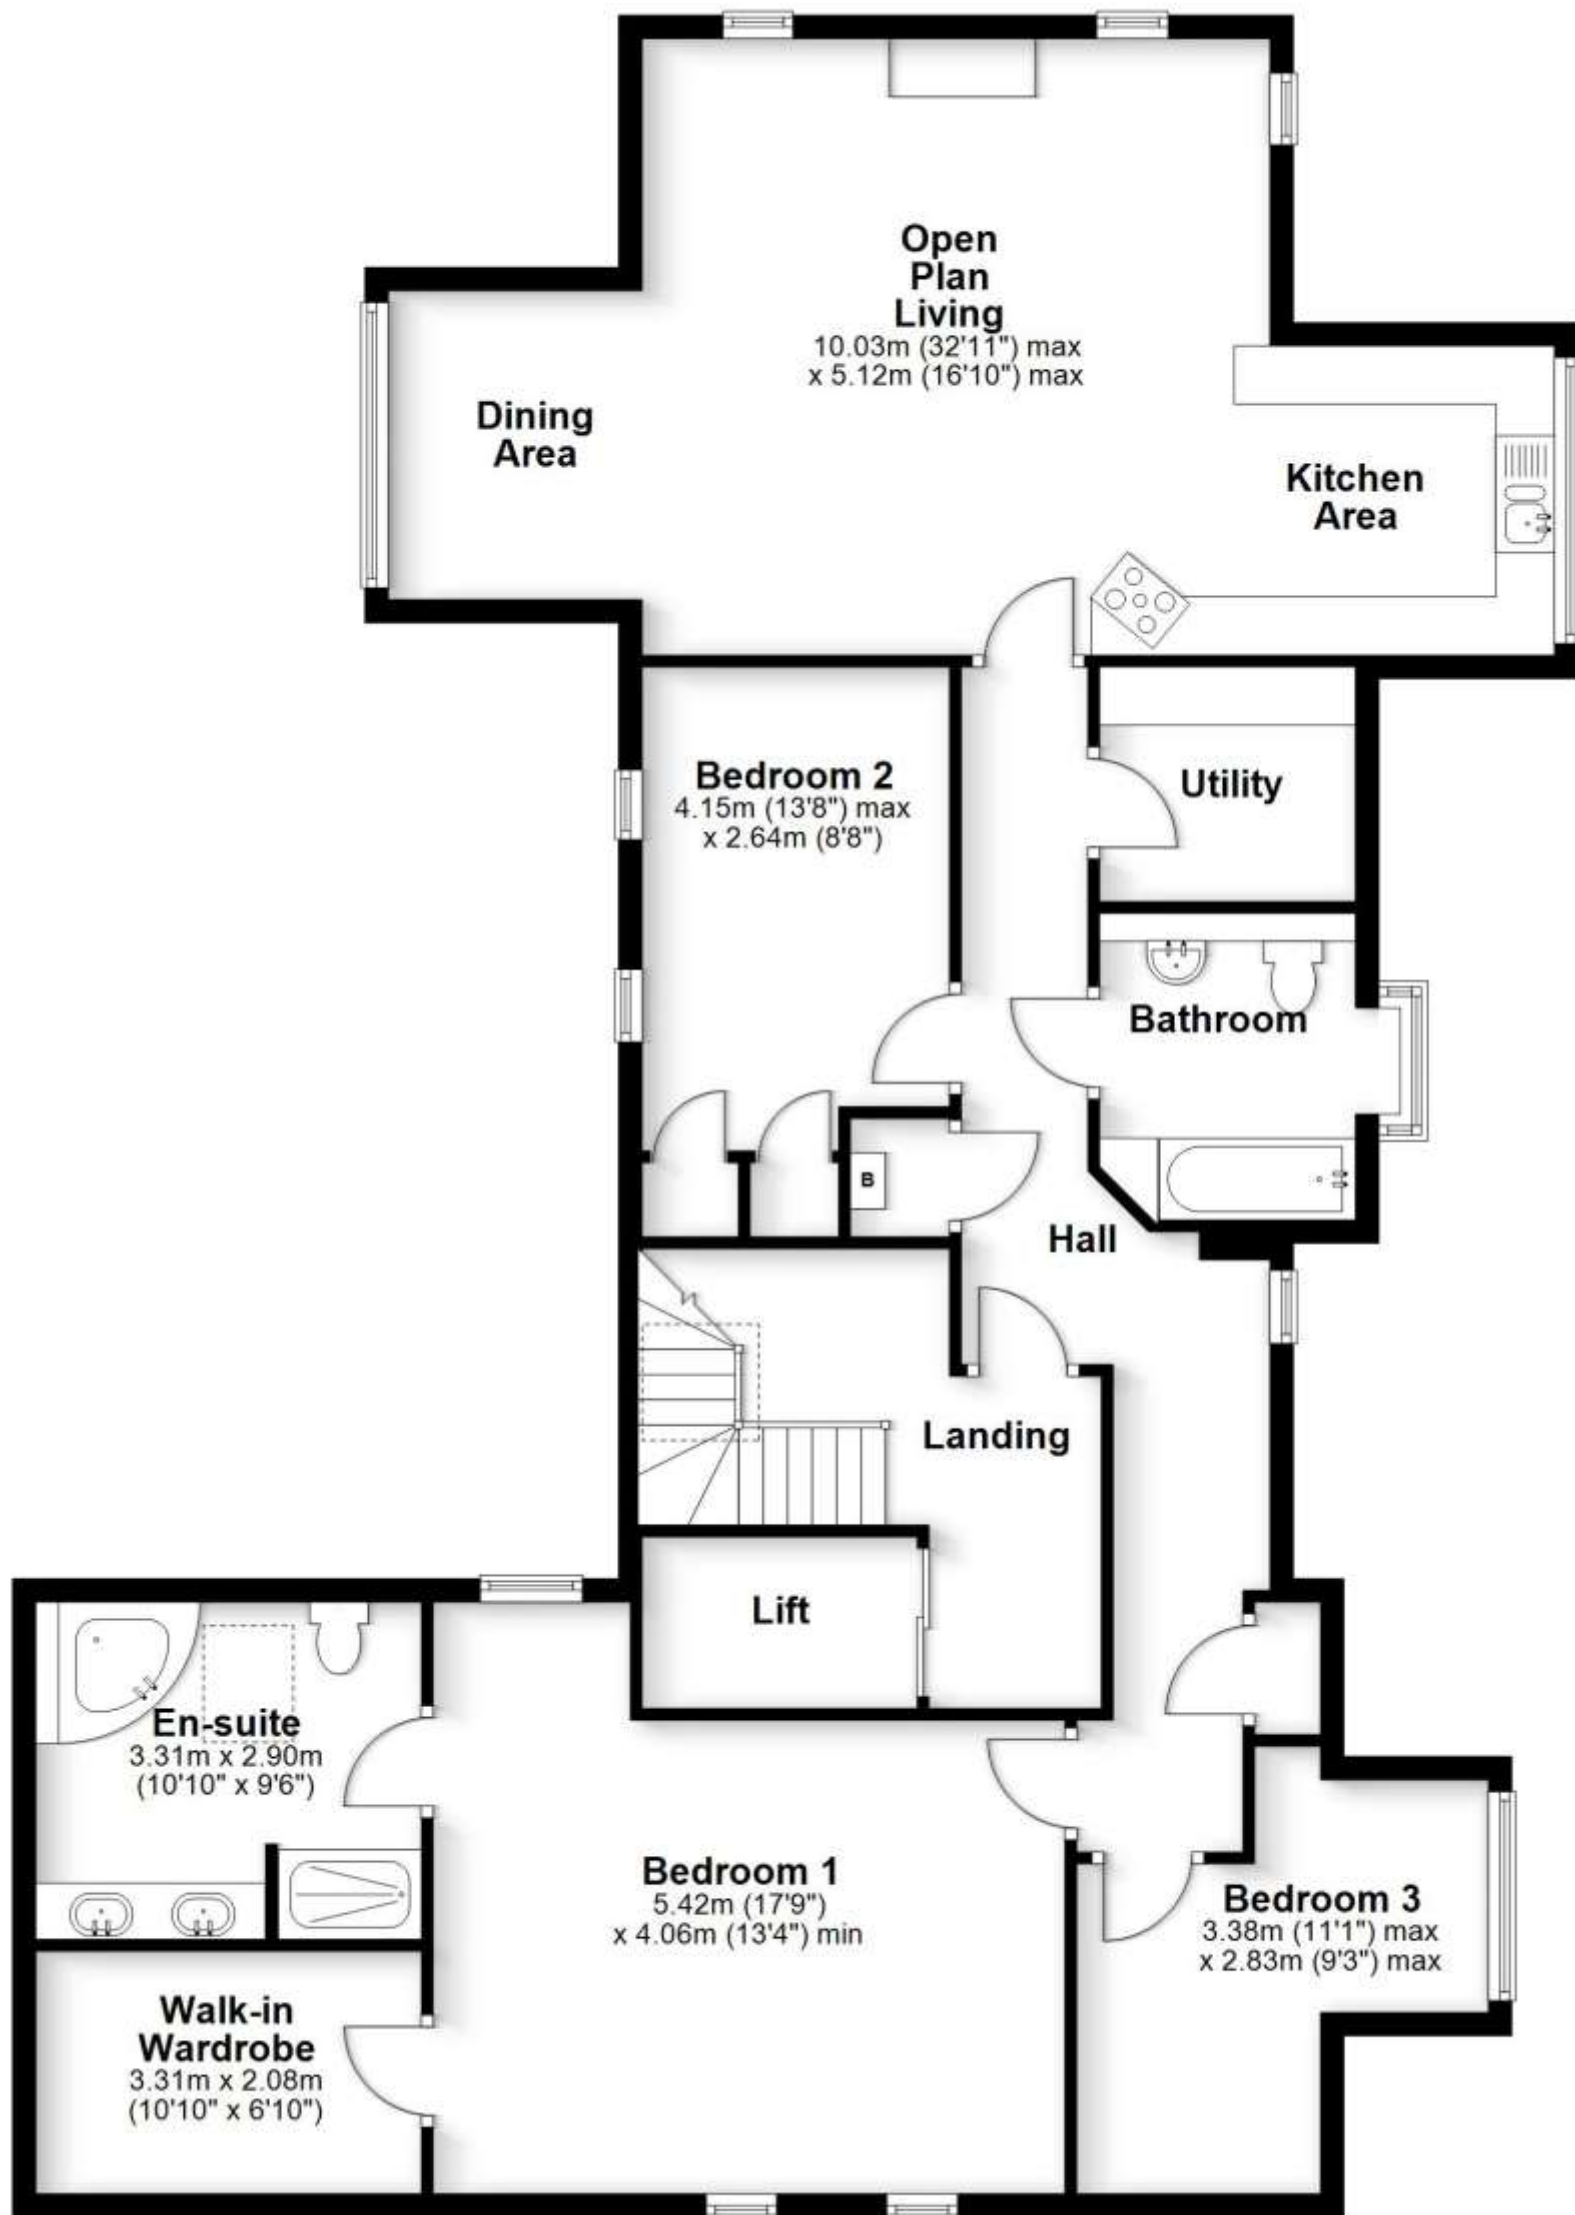 Open
Plan
Living
10.03m (32'11") max
x 5.12m (16'10") max
Dining
Area
Kitchen
Area
Bedroom 2
4.15m (13'8") max
x 2.64m (8'8")
Utility
Bathroom
B
Hall
Landing
Lift
En-suite
3.31m x 2.90m
(10'10" x 9'6")
Bedroom 1
5.42m (17'9")
x 4.06m (13'4") min
Bedroom 3
3.38m (11'1") max
x 2.83m (9'3") max
Walk-in
Wardrobe
3.31m x 2.08m
(10'10" x 6'10")